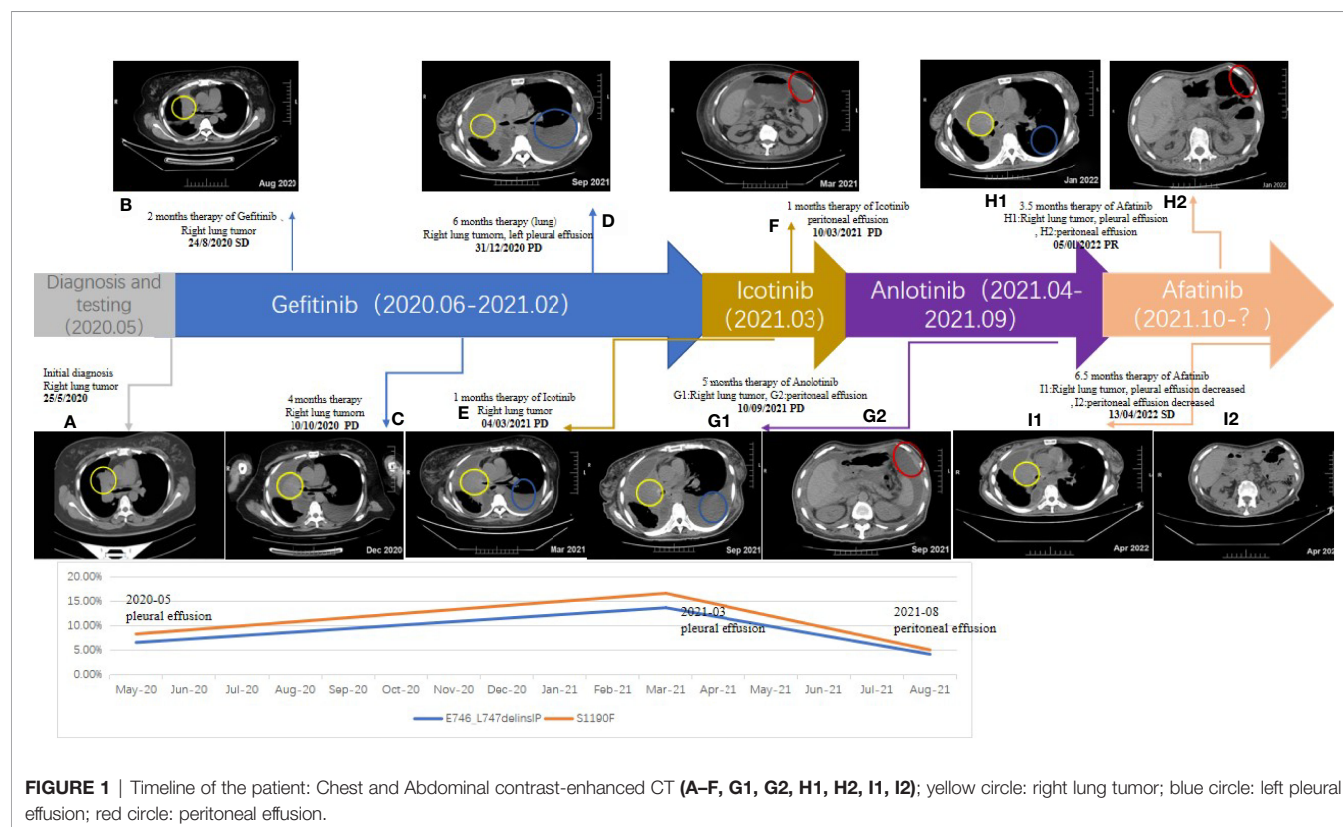 Aug 2020
Sep 2021
Mar 2021
Jan 2022
Jan 2022
B
D
F
H1
H2
2 months therapy of Gefitinib 、
Right lung tumor
24/8/2020 SD
6 months therapy (lung)
Right lung tumorn, left pleural effusion
31/12/2020 PD
1 months therapy of Icotinib
peritoneal effusion
10/03/2021 PD
3.5 months therapy of Afatinib
H1:Right lung tumor, pleural effusion
, H2:peritoneal effusion
2022 PR
Diagnosis and
testing
(2020.05)
Gefitinib（2020.06-2021.02）
Icotinib
(2021.03)
Anlotinib（2021.04-
2021.09）
Afatinib
(2021.10-？)
Initial diagnosis
Right lung tumor
25/5/2020
A
4 months therapy
Right lung tumorn
10/10/2020 PD
C
1 months therapy of Icotinib
Right lung tumor
04/03/2021 PD
E
5 months therapy of Anolotinib
G1:Right lung tumor, G2:peritoneal effusion
10/09/2021 PD
G1
G2
6.5 months therapy of Afatinib
I1:Right lung tumor, pleural effusion decreased
, I2:peritoneal effusion decreased
13/04/2022 SD
I1
I2
Dec 2020
Mar 2021
Sep 2021
Sep 2021
Apr 2022
20.00%
15.00%
10.00%
5.00%
0.00%
2020-05
pleural effusion
2021-03
pleural effusion
2021-08
peritoneal effusion
May-20 Jun-20 Jul-20 Aug-20 Sep-20 Oct-20 Nov-20 Dec-20 Jan-21 Feb-21 Mar-21 Apr-21 May-21 Jun-21 Jul-21 Aug-21
E746_L747delinsIP S1190F
FIGURE 1 | Timeline of the patient: Chest and Abdominal contrast-enhanced CT (A–F, G1, G2, H1, H2, I1, I2); yellow circle: right lung tumor; blue circle: left pleural
effusion; red circle: peritoneal effusion.